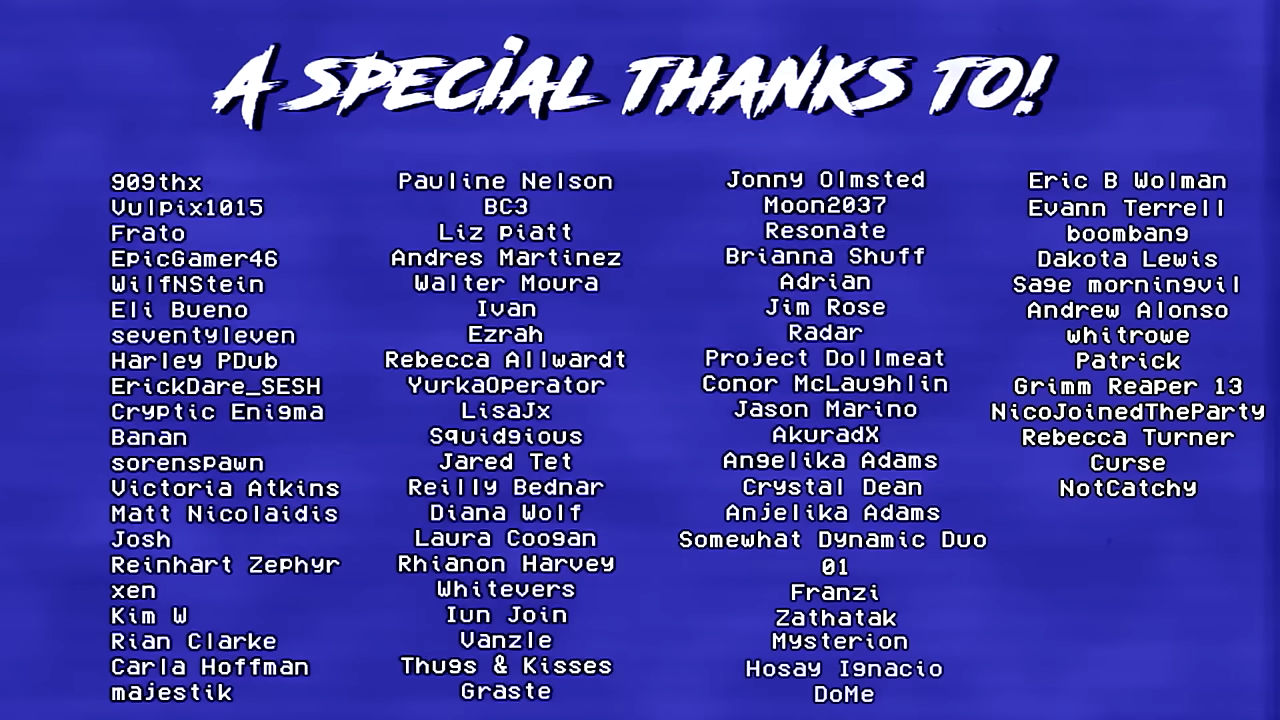 A SPECIAL THANKS TO!
909thx
Vulpix1015
Frato
EpicGamer46
WilfNStein
Eli Bueno
seventyleven
Harley PDub
ErickDare_SESH
Cryptic Enigma
Banan
sorenspawn
Victoria Atkins
Matt Nicolaidis
Josh
Reinhart Zephyr
xen
Kim W
Rian Clarke
Carla Hoffman
majestik
Pauline Nelson
BC3
Liz piatt
Andres Martinez
Walter Moura
Ivan
Ezrah
Rebecca Allwardt
YurkaOperator
LisaJx
Squidgious
Jared Tet
Reilly Bednar
Diana Wolf
Laura Coogan
Rhianon Harvey
Whitevers
Iun Join
Vanzle
Thugs & Kisses
Graste
Jonny Olmsted
Moon2037
Resonate
Brianna Shuff
Adrian
Jim Rose
Radar
Project Dollmeat
Conor McLaughlin
Jason Marino
AkuradX
Angelika Adams
Crystal Dean
Anjelika Adams
Somewhat Dynamic Duo
01
Franzi
Zathatak
Mysterion
Hosay Ignacio
DoMe
Eric B Wolman
Evann Terrell
boombang
Dakota Lewis
Sage morningvil
Andrew Alonso
whitrowe
Patrick
Grimm Reaper 13
NicoJoinedTheParty
Rebecca Turner
Curse
NotCatchy